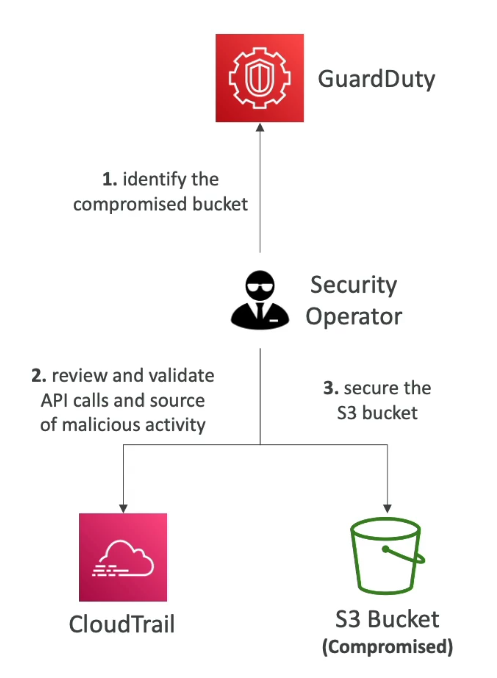 GuardDuty
1. identify the
compromised bucket
Security
Operator
2. review and validate
API calls and source
of malicious activity
3. secure the
S3 bucket
CloudTrail
S3 Bucket
(Compromised)